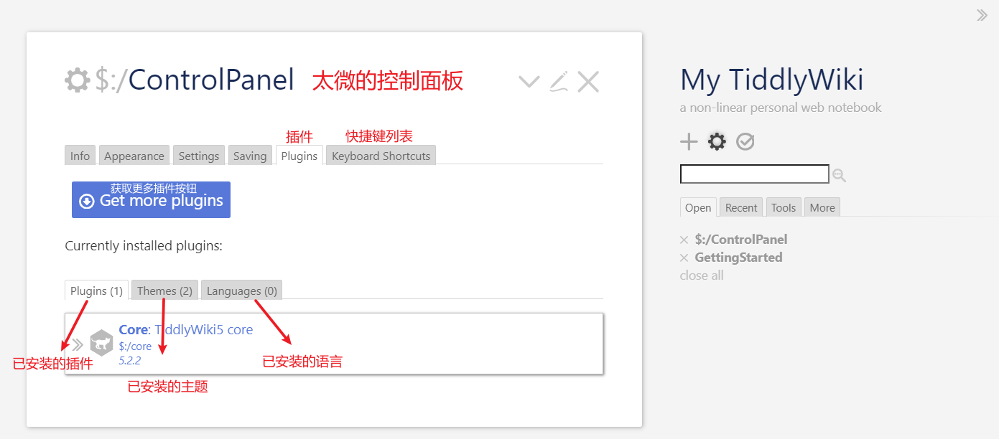 $:/ControlPanel 太微的控制面板
插件 快捷键列表
Info Appearance Settings Saving Plugins Keyboard Shortcuts
获取更多插件按钮
Get more plugins
Currently installed plugins:
Plugins (1) Themes (2) Languages (0)
Core: TiddlyWiki5 core
$:/core
5.2.2
已安装的插件
已安装的语言
已安装的主题
My TiddlyWiki
a non-linear personal web notebook
Open Recent Tools More
$:/ControlPanel
GettingStarted
close all